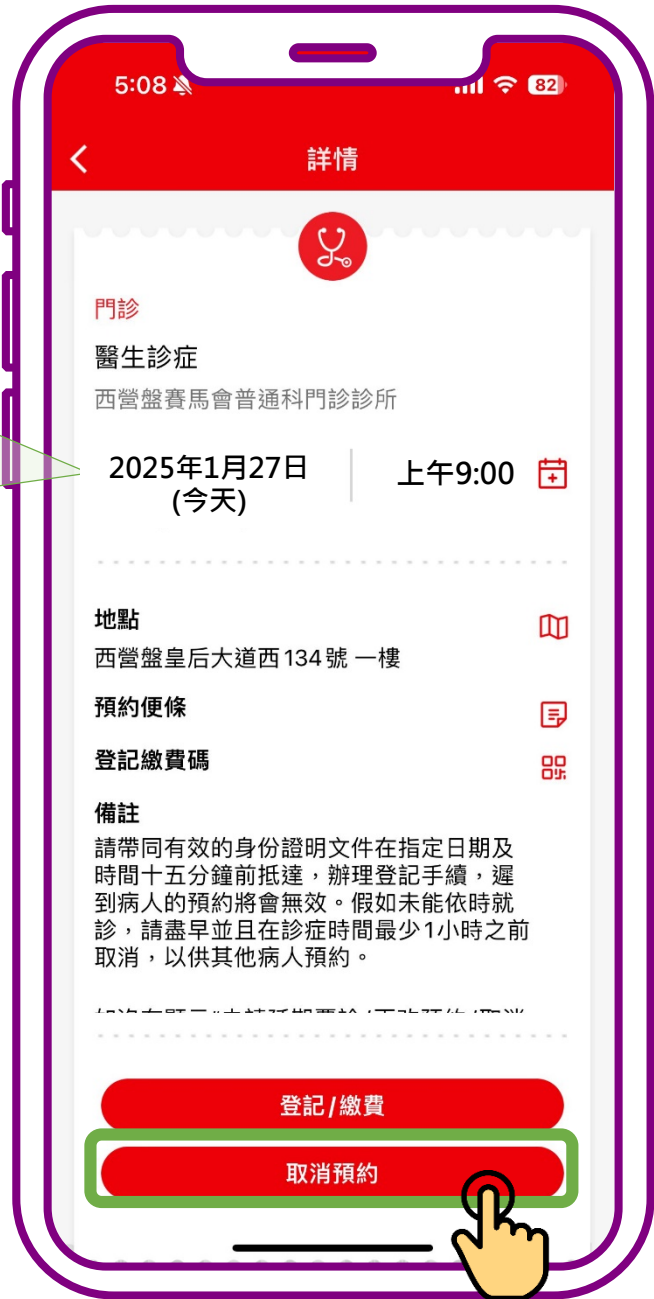 5:08
82
詳情
門診
醫生診症
西營盤賽馬會普通科門診診所
2025年1月27日
(今天)
上午9:00
地點
西營盤皇后大道西134號 一樓
預約便條
登記繳費碼
備註
請帶同有效的身份證明文件在指定日期及
時間十五分鐘前抵達，辦理登記手續，遲
到病人的預約將會無效。假如未能依時就
診，請盡早並且在診症時間最少1小時之前
取消，以供其他病人預約。
登記/繳費
取消預約